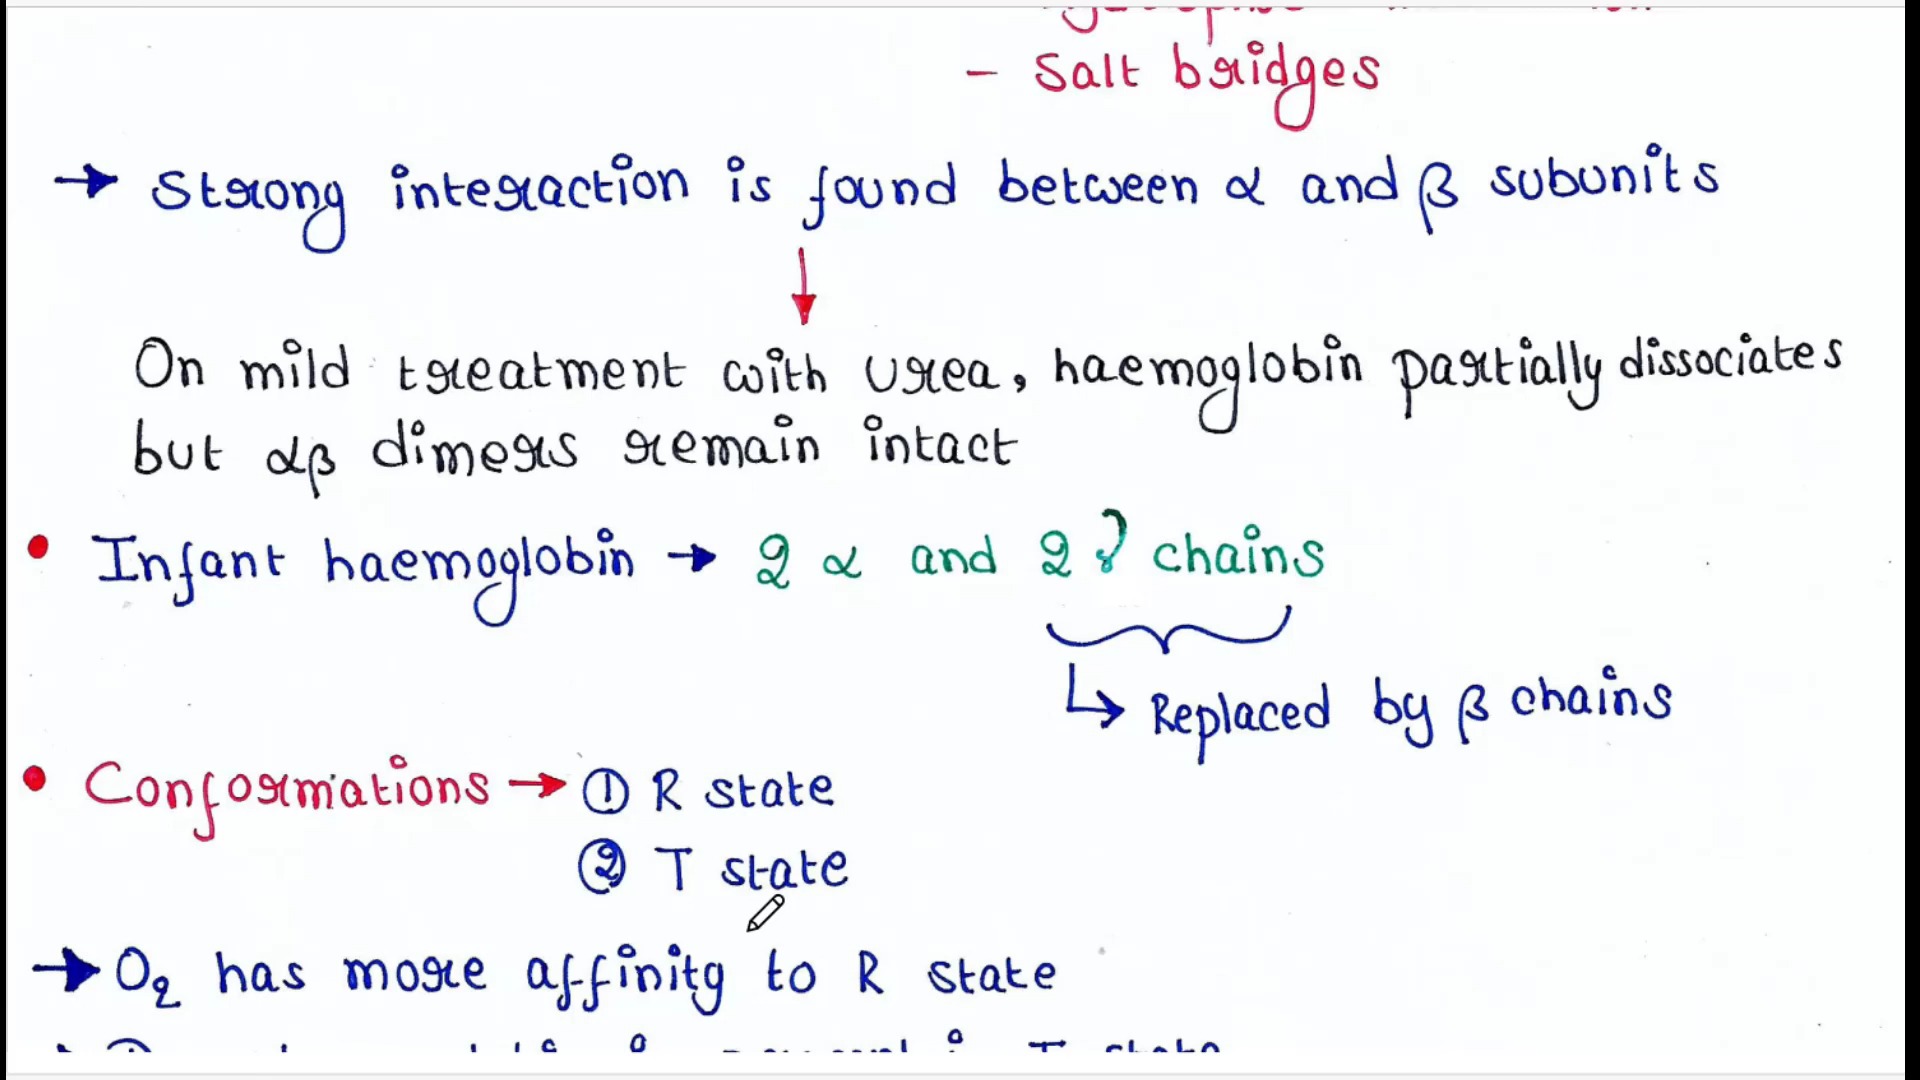 - Salt bridges
→ Strong interaction is found between α and β subunits
↓
On mild treatment with urea, haemoglobin partially dissociates
but αβ dimers remain intact
• Infant haemoglobin → 2 α and 2 chains
↳ Replaced by β chains
• Conformations → ① R state
② T state
→ O₂ has more affinity to R state
T state